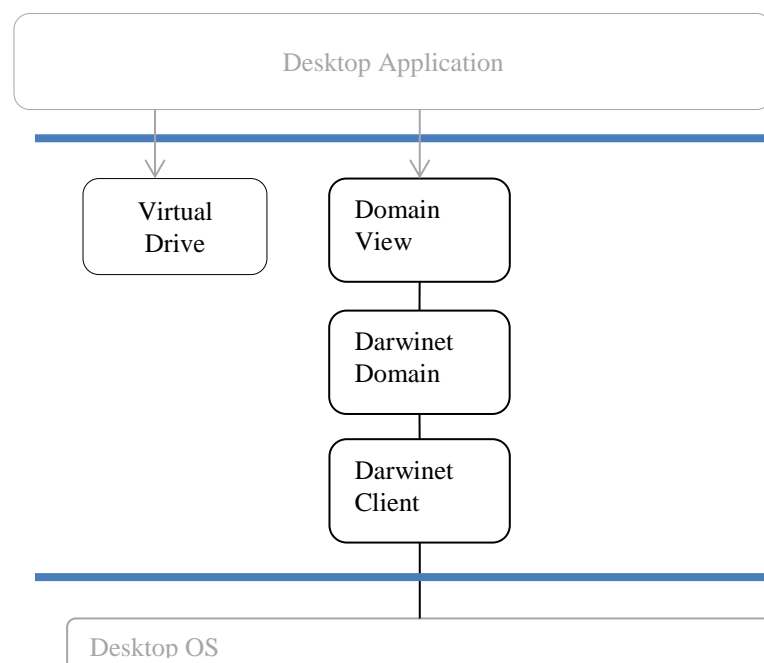 Desktop Application
Virtual
Drive
Domain
View
Darwinet
Domain
Darwinet
Client
Desktop OS